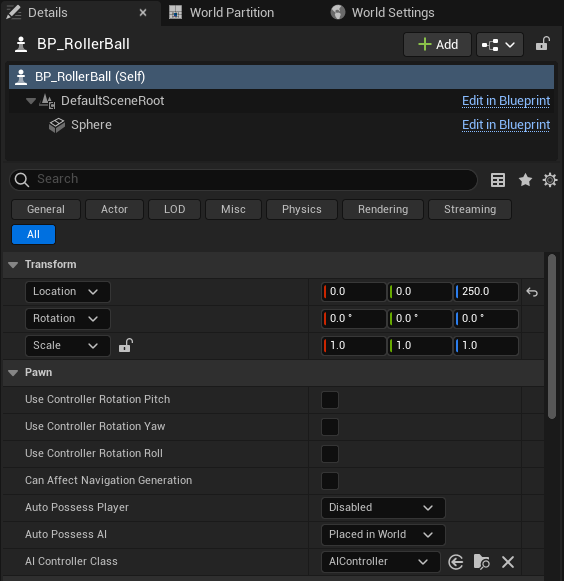 Details World Partition World Settings
BP_RollerBall Add
BP_RollerBall (Self)
DefaultSceneRoot Edit in Blueprint
Sphere Edit in Blueprint
Search
General Actor LOD Misc Physics Rendering Streaming
All
Transform
Location 0.0 0.0 250.0
Rotation 0.0 ° 0.0 ° 0.0 °
Scale 1.0 1.0 1.0
Pawn
Use Controller Rotation Pitch
Use Controller Rotation Yaw
Use Controller Rotation Roll
Can Affect Navigation Generation
Auto Possess Player Disabled
Auto Possess AI Placed in World
AI Controller Class AIController